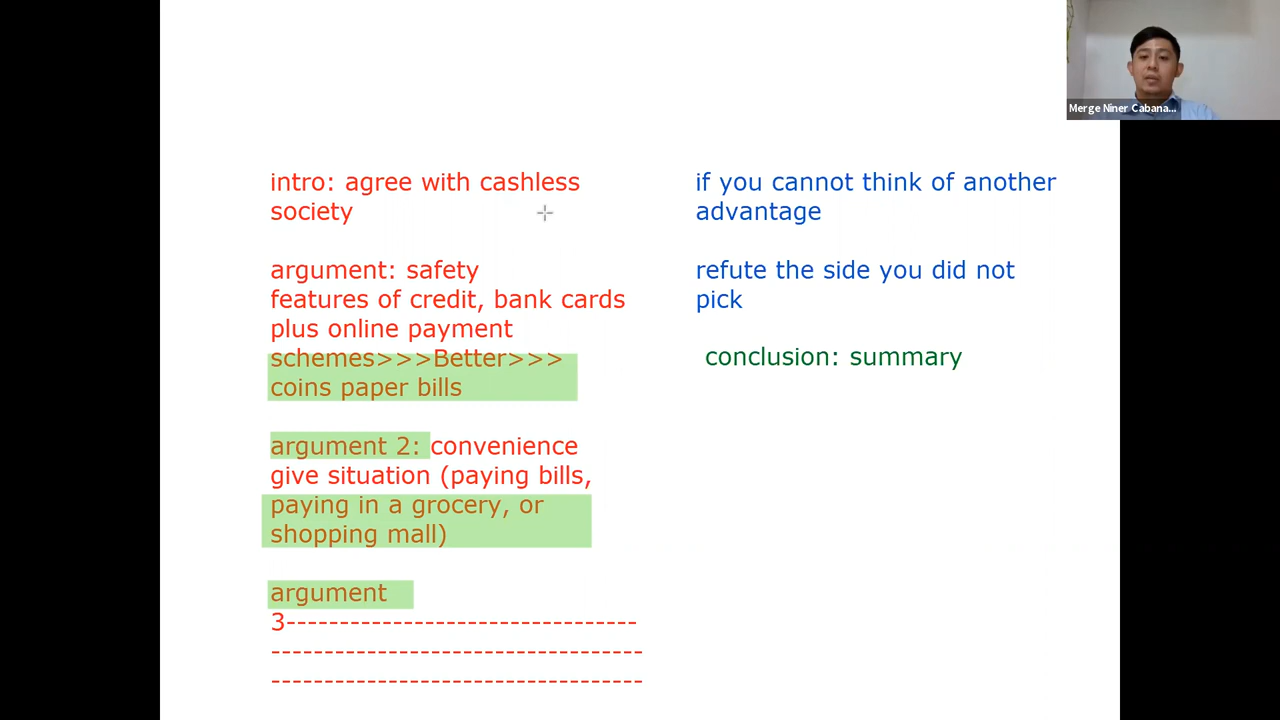 Merge Niner Cabana...
intro: agree with cashless
society
argument: safety
features of credit, bank cards
plus online payment
schemes>>>Better>>>
coins paper bills
argument 2: convenience
give situation (paying bills,
paying in a grocery, or
shopping mall)
argument
3---------------------------------
-----------------------------------
-----------------------------------
if you cannot think of another
advantage
refute the side you did not
pick
conclusion: summary